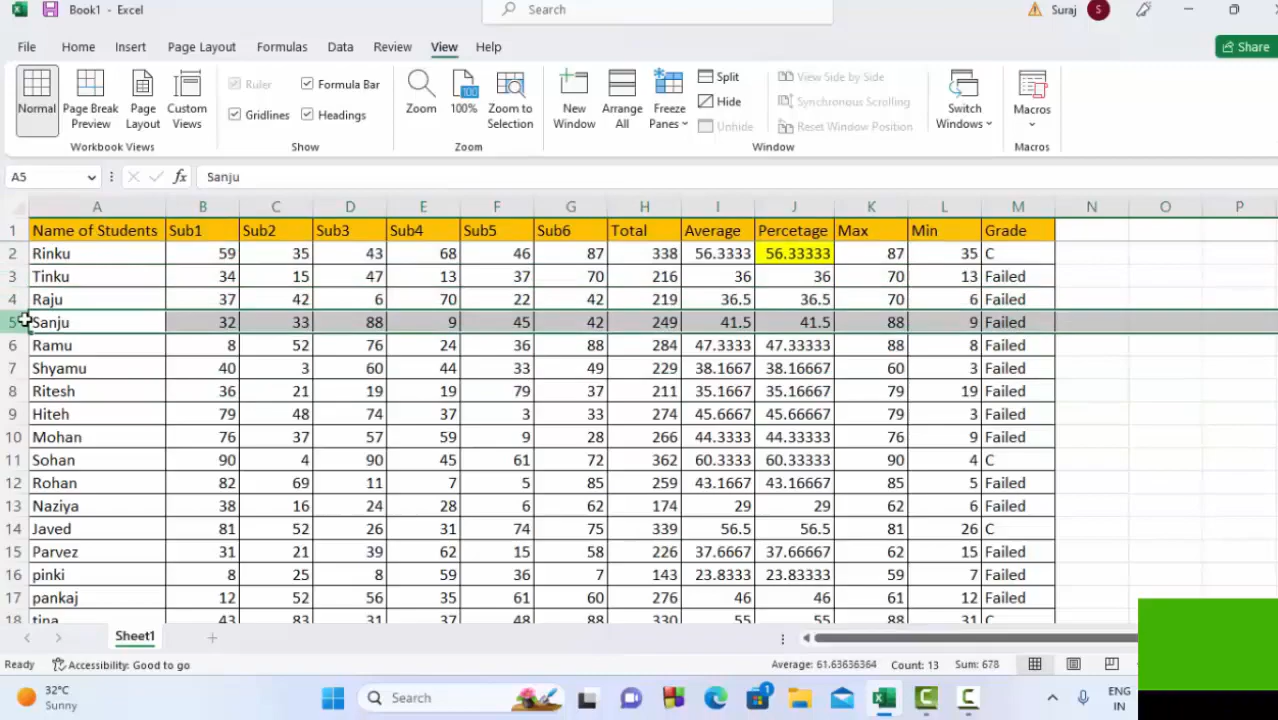 Book1 - Excel
Search
Suraj
S
File Home Insert Page Layout Formulas Data Review View Help
Share
Normal
Page Break Preview
Page Layout
Custom Views
Workbook Views
Ruler
Formula Bar
Gridlines
Headings
Show
Zoom
100%
Zoom to Selection
Zoom
New Window
Arrange All
Freeze Panes
Split
Hide
Unhide
View Side by Side
Synchronous Scrolling
Reset Window Position
Window
Switch Windows
Macros
Macros
A5
fx
Sanju
A B C D E F G H I J K L M N O P
1 Name of Students Sub1 Sub2 Sub3 Sub4 Sub5 Sub6 Total Average Percetage Max Min Grade
2 Rinku 59 35 43 68 46 87 338 56.3333 56.33333 87 35 C
3 Tinku 34 15 47 13 37 70 216 36 36 70 13 Failed
4 Raju 37 42 6 70 22 42 219 36.5 36.5 70 6 Failed
5 Sanju 32 33 88 9 45 42 249 41.5 41.5 88 9 Failed
6 Ramu 8 52 76 24 36 88 284 47.3333 47.33333 88 8 Failed
7 Shyamu 40 3 60 44 33 49 229 38.1667 38.16667 60 3 Failed
8 Ritesh 36 21 19 19 79 37 211 35.1667 35.16667 79 19 Failed
9 Hiteh 79 48 74 37 3 33 274 45.6667 45.66667 79 3 Failed
10 Mohan 76 37 57 59 9 28 266 44.3333 44.33333 76 9 Failed
11 Sohan 90 4 90 45 61 72 362 60.3333 60.33333 90 4 C
12 Rohan 82 69 11 7 5 85 259 43.1667 43.16667 85 5 Failed
13 Naziya 38 16 24 28 6 62 174 29 29 62 6 Failed
14 Javed 81 52 26 31 74 75 339 56.5 56.5 81 26 C
15 Parvez 31 21 39 62 15 58 226 37.6667 37.66667 62 15 Failed
16 pinki 8 25 8 59 36 7 143 23.8333 23.83333 59 7 Failed
17 pankaj 12 52 56 35 61 60 276 46 46 61 12 Failed
18 tina 43 83 31 37 48 88 330 55 55 88 31 C
Sheet1
Ready Accessibility: Good to go Average: 61.63636364 Count: 13 Sum: 678
32°C
Sunny
Search
1
ENG
IN